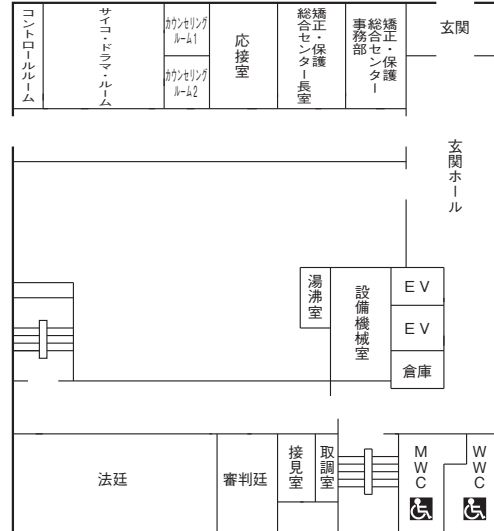 コントロールルーム
サイコ・ドラマ・ルーム
カウンセリング
ルーム1
カウンセリング
ルーム2
応接室
矯正・保護
総合センター長室
矯正・保護
総合センター
事務部
玄関
玄関ホール
湯沸室
設備機械室
EV
EV
倉庫
法廷
審判廷
接見室
取調室
MWC
WWC